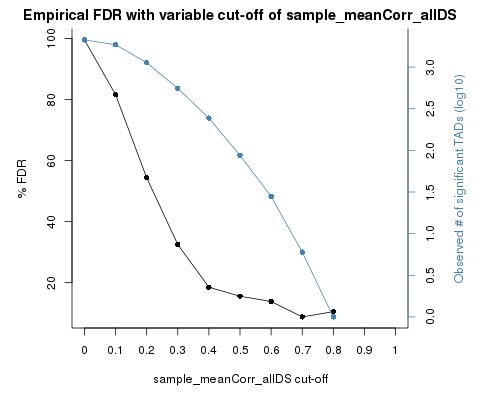 Empirical FDR with variable cut-off of sample_meanCorr_allDS
% FDR
100
80
60
40
20
3.0
2.5
2.0
1.5
1.0
0.5
0.0
Observed # of significant TADs (log10)
0 0.1 0.2 0.3 0.4 0.5 0.6 0.7 0.8 0.9 1
sample_meanCorr_allDS cut-off